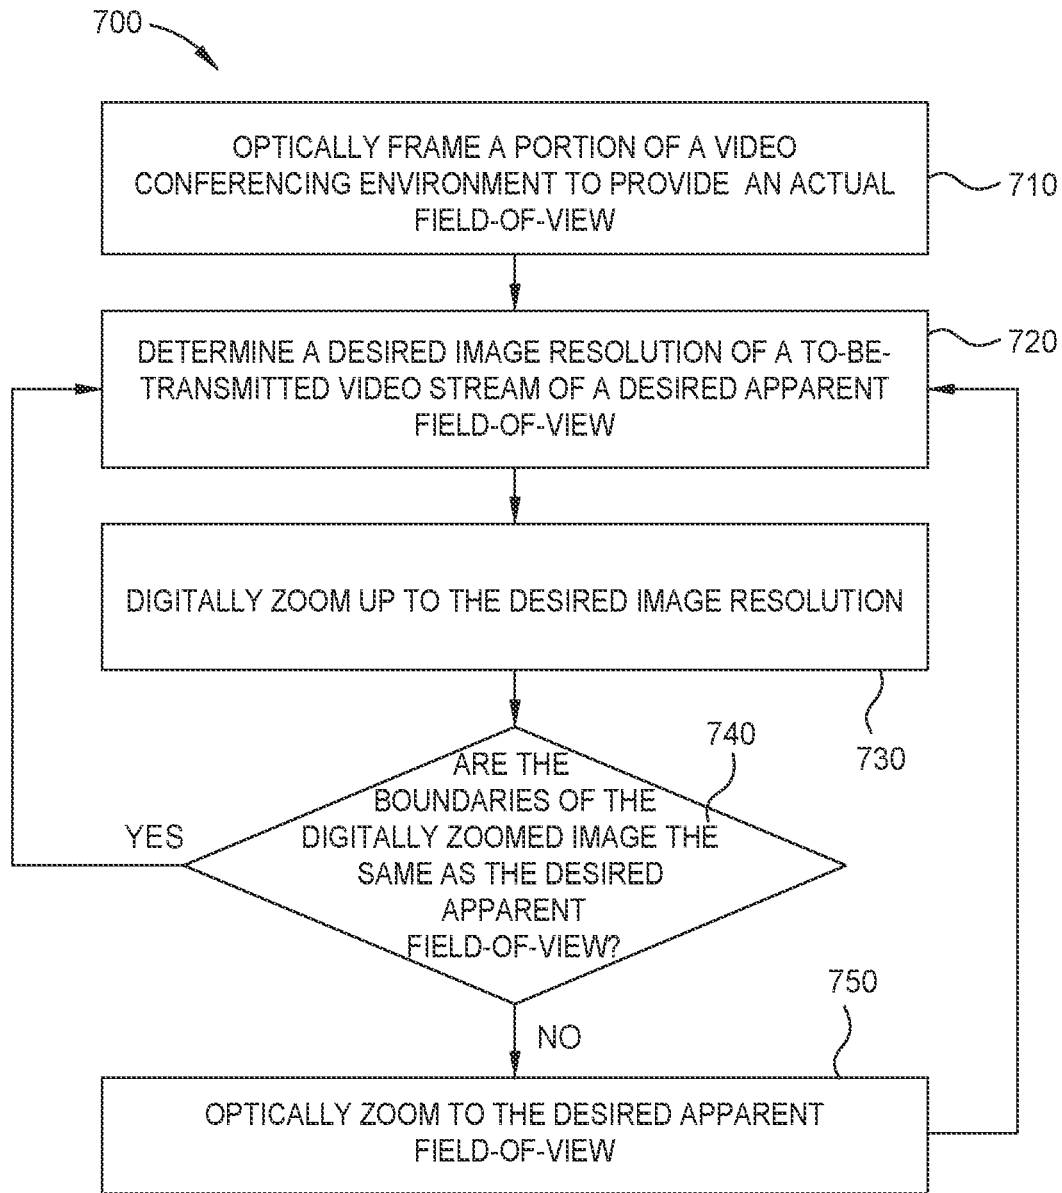 700
OPTICALLY FRAME A PORTION OF A VIDEO
CONFERENCING ENVIRONMENT TO PROVIDE AN ACTUAL
FIELD-OF-VIEW
710
DETERMINE A DESIRED IMAGE RESOLUTION OF A TO-BE-
TRANSMITTED VIDEO STREAM OF A DESIRED APPARENT
FIELD-OF-VIEW
720
DIGITALLY ZOOM UP TO THE DESIRED IMAGE RESOLUTION
730
ARE THE
BOUNDARIES OF THE
DIGITALLY ZOOMED IMAGE THE
SAME AS THE DESIRED
APPARENT
FIELD-OF-VIEW?
740
YES
NO
750
OPTICALLY ZOOM TO THE DESIRED APPARENT
FIELD-OF-VIEW